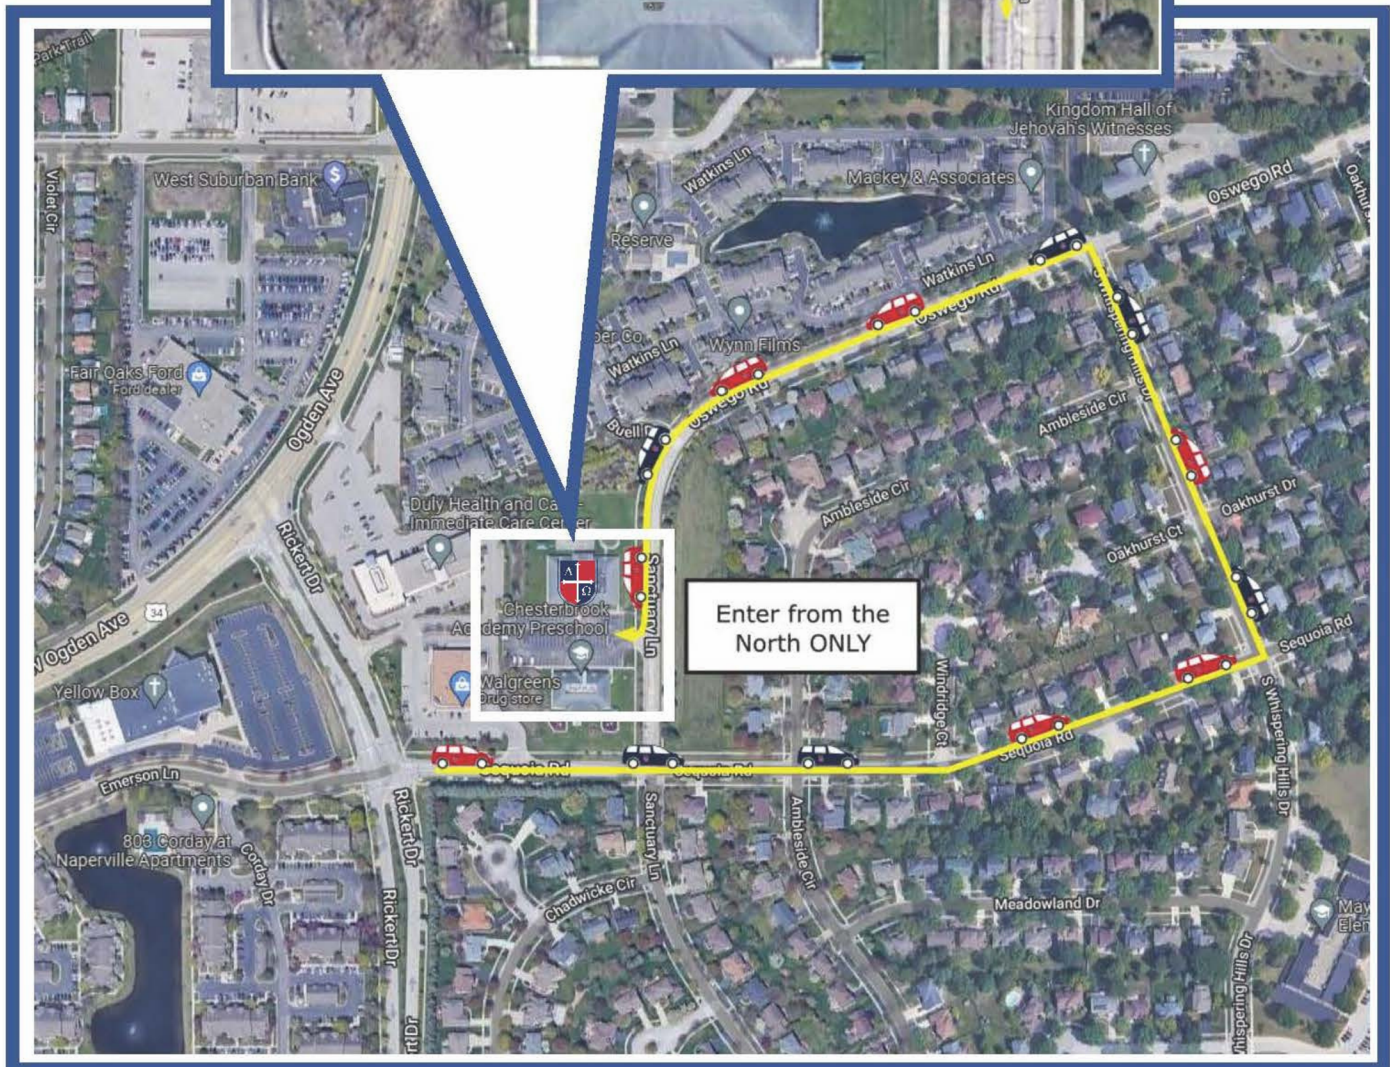 Park Trail
Violet Cir
West Suburban Bank
$
Kingdom Hall of
Jehovah's Witnesses
Mackey & Associates
Oswego Rd
Watkins Ln
Reserve
Watkins Ln
Oswego Rd
Wynn Films
Watkins Ln
Oswego Rd
S Whispering Hills Dr
Fair Oaks Ford
Ford dealer
Ogden Ave
Ambleside Cir
Ambleside Cir
Oakhurst Dr
Oakhurst Ct
Duly Health and Ca
Immediate Care Center
Rickert Dr
A
Ω
Chesterbrook
Academy Preschool
Sanctuary Ln
Enter from the
North ONLY
34
W Ogden Ave
Sequoia Rd
Yellow Box
Walgreens
Drug store
Windridge Ct
S Whispering Hills Dr
Emerson Ln
Sequoia Rd
Sequoia Rd
Sequoia Rd
803 Corday at
Naperville Apartments
Corday Dr
Rickert Dr
Sanctuary Ln
Ambleside Cir
Chadwicke Cir
Meadowland Dr
Rickert Dr
May
Elem